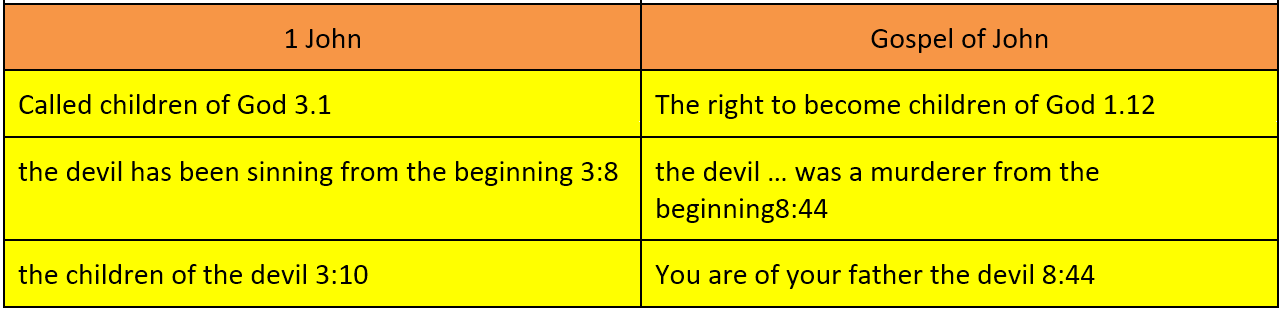 1 John
Gospel of John
Called children of God 3.1
The right to become children of God 1.12
the devil has been sinning from the beginning 3:8
the devil … was a murderer from the
beginning8:44
the children of the devil 3:10
You are of your father the devil 8:44